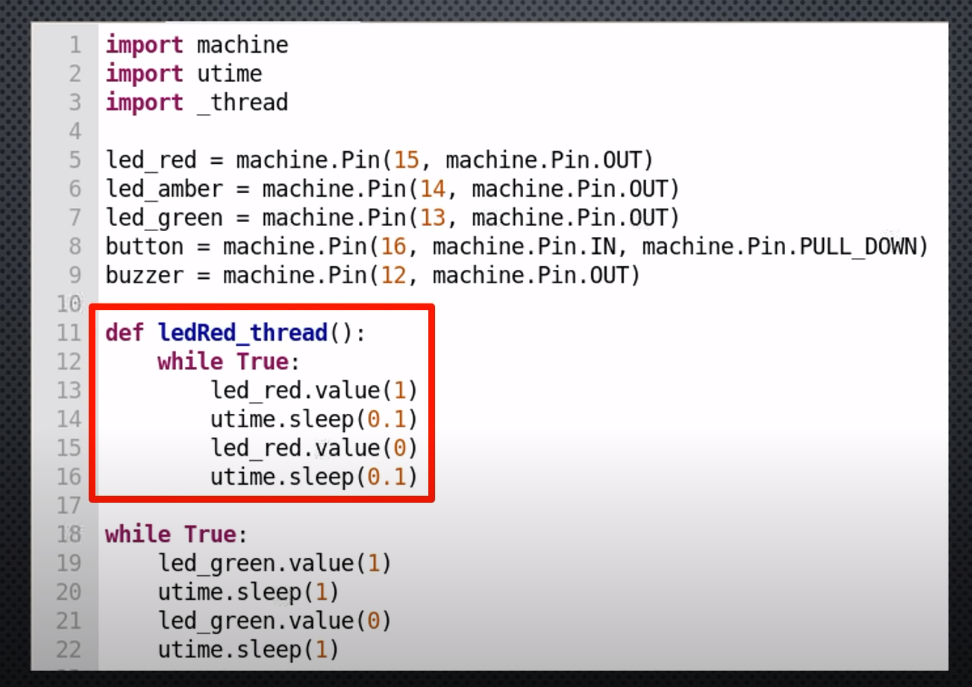 1 import machine
2 import utime
3 import _thread
4
5 led_red = machine.Pin(15, machine.Pin.OUT)
6 led_amber = machine.Pin(14, machine.Pin.OUT)
7 led_green = machine.Pin(13, machine.Pin.OUT)
8 button = machine.Pin(16, machine.Pin.IN, machine.Pin.PULL_DOWN)
9 buzzer = machine.Pin(12, machine.Pin.OUT)
10
11 def ledRed_thread():
12     while True:
13         led_red.value(1)
14         utime.sleep(0.1)
15         led_red.value(0)
16         utime.sleep(0.1)
17
18 while True:
19     led_green.value(1)
20     utime.sleep(1)
21     led_green.value(0)
22     utime.sleep(1)